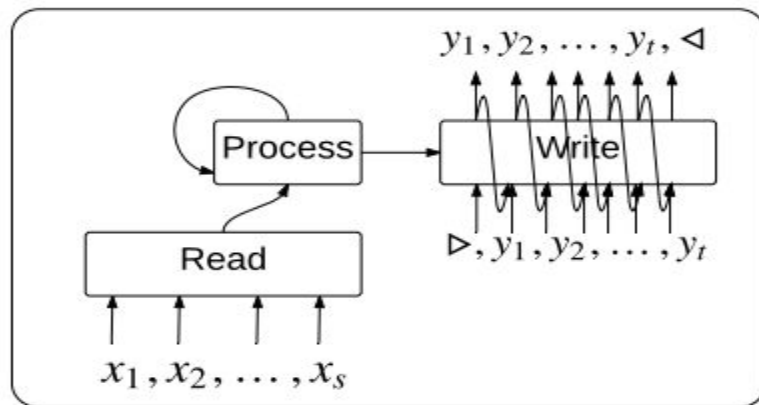 y₁, y₂, …, yₜ, ◁
Process
Write
Read
▷, y₁, y₂, …, yₜ
x₁, x₂, …, xₛ